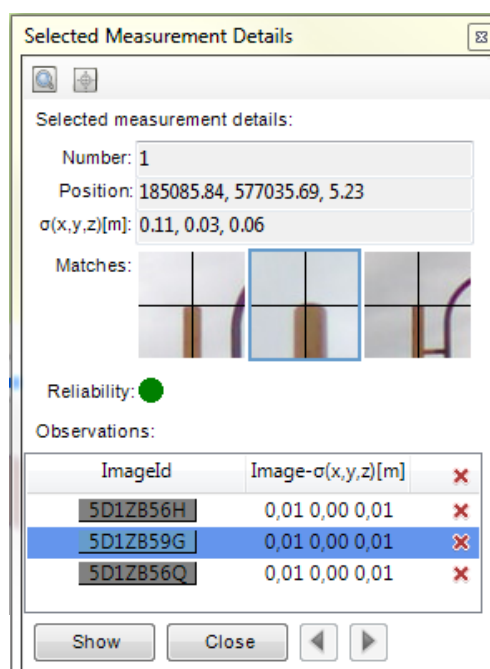 Selected Measurement Details
Selected measurement details:
Number: 1
Position: 185085.84, 577035.69, 5.23
σ(x,y,z)[m]: 0.11, 0.03, 0.06
Matches:
Reliability:
Observations:
ImageId Image-σ(x,y,z)[m]
5D1ZB56H 0,01 0,00 0,01
5D1ZB59G 0,01 0,00 0,01
5D1ZB56Q 0,01 0,00 0,01
Show Close